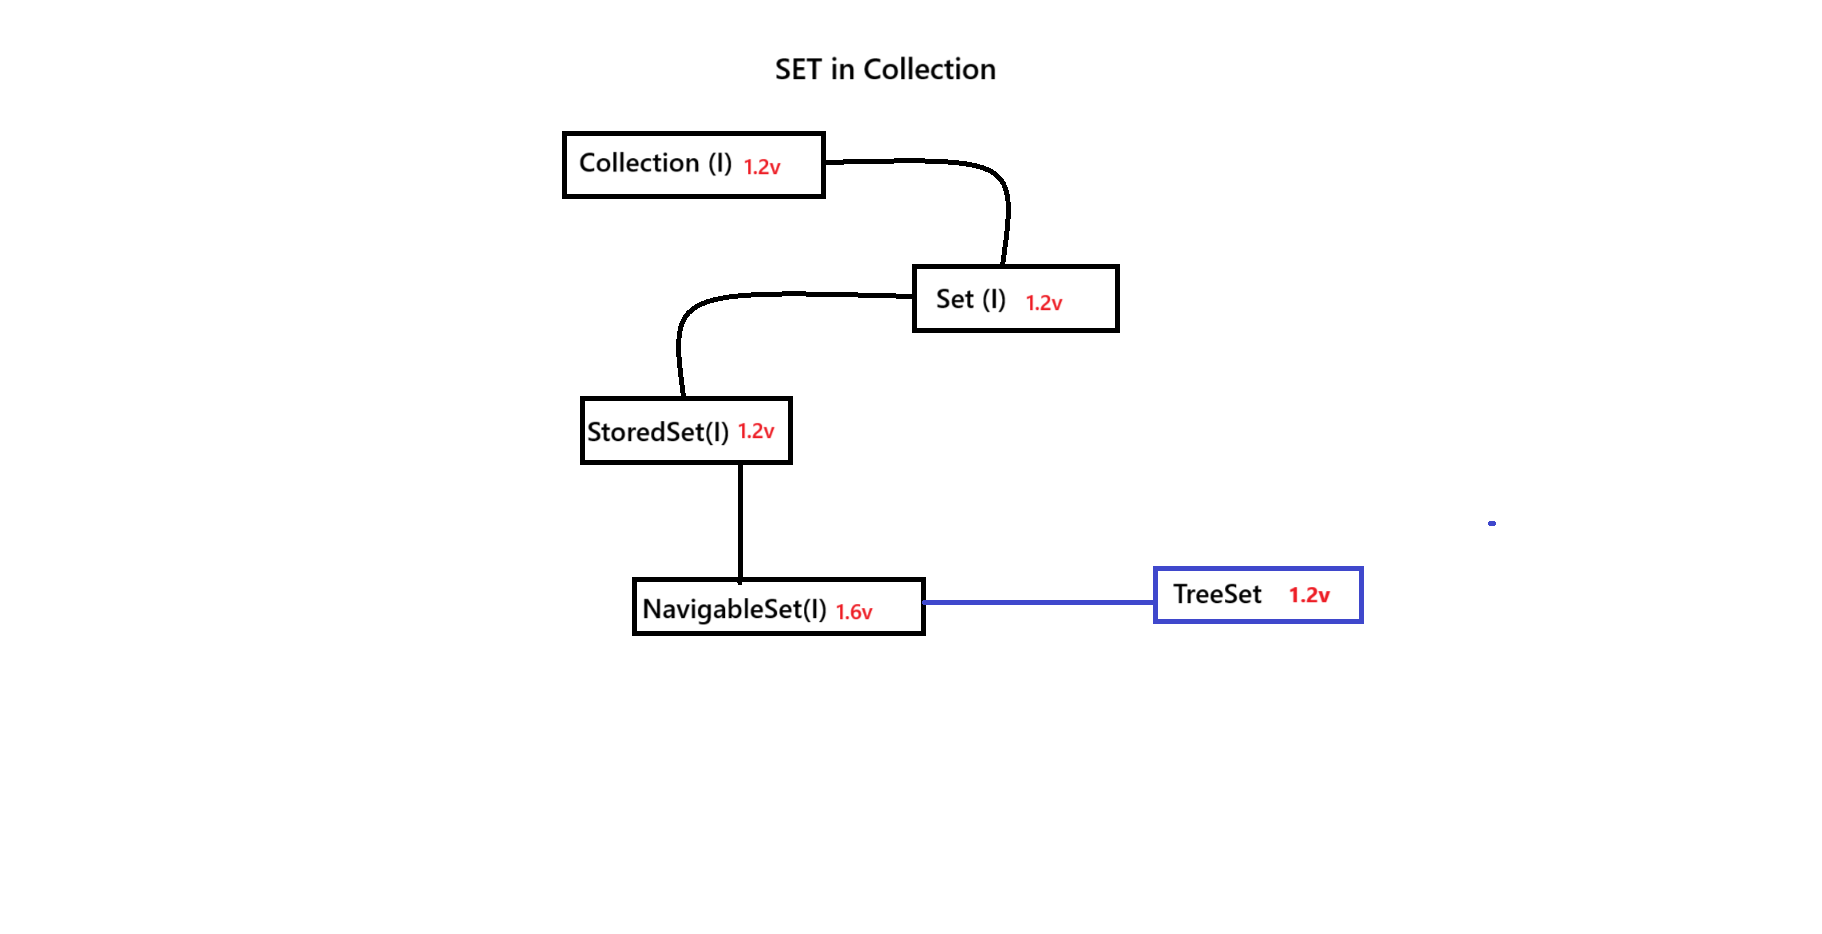 SET in Collection
Collection (I) 1.2v
Set (I) 1.2v
StoredSet(I) 1.2v
NavigableSet(I) 1.6v
TreeSet 1.2v